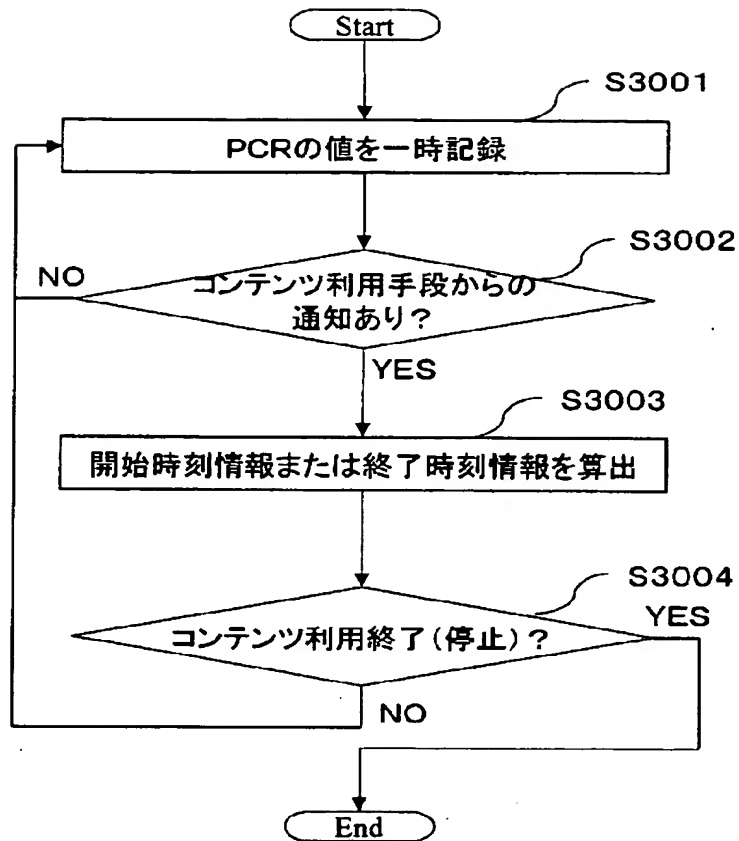 Start
S3001
PCRの値を一時記録
S3002
NO
コンテンツ利用手段からの
通知あり?
YES
S3003
開始時刻情報または終了時刻情報を算出
S3004
YES
コンテンツ利用終了(停止)?
NO
End